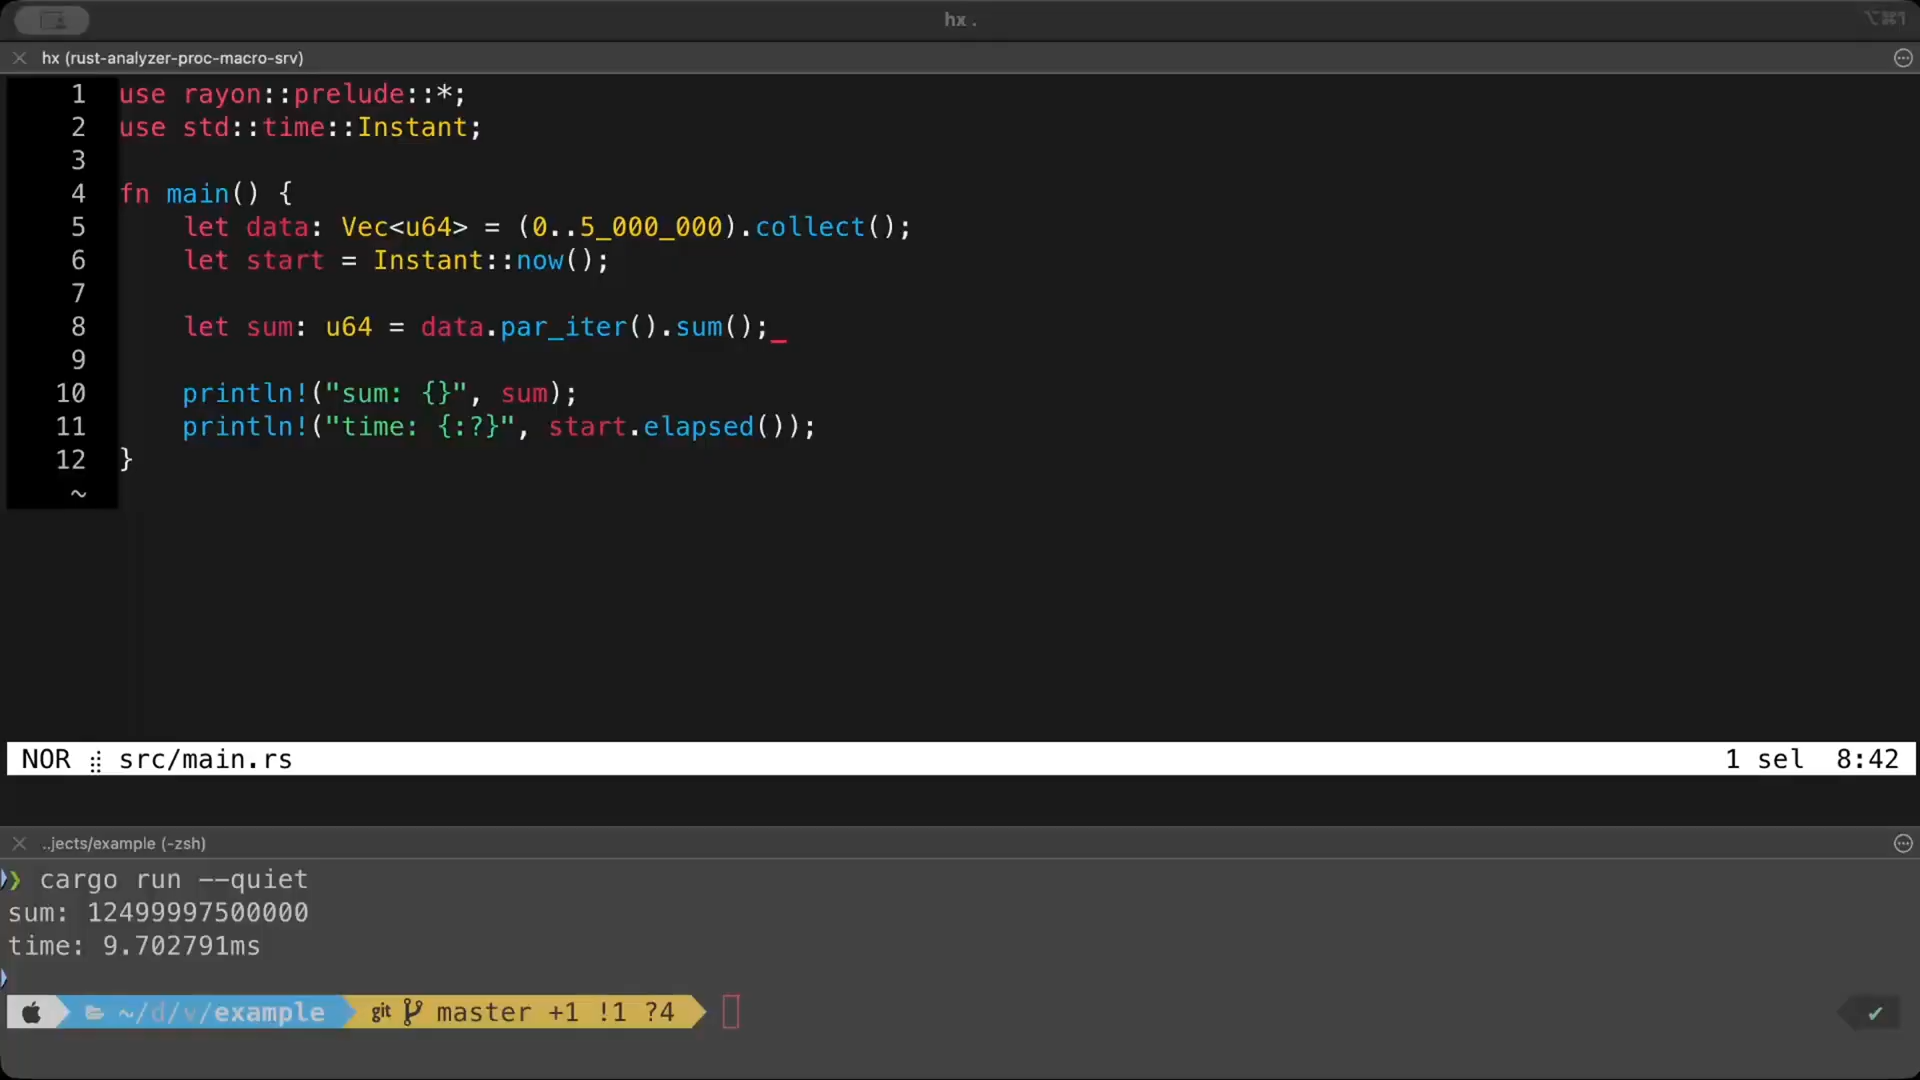 hx .
⌥⌘1
hx (rust-analyzer-proc-macro-srv)
1 use rayon::prelude::*;
2 use std::time::Instant;
3
4 fn main() {
5     let data: Vec<u64> = (0..5_000_000).collect();
6     let start = Instant::now();
7
8     let sum: u64 = data.par_iter().sum();
9
10     println!("sum: {}", sum);
11     println!("time: {:?}", start.elapsed());
12 }
~
NOR ⣾ src/main.rs 1 sel 8:42
..jects/example (-zsh)
❯ cargo run --quiet
sum: 12499997500000
time: 9.702791ms
~/d/v/example git master +1 !1 ?4 ✔